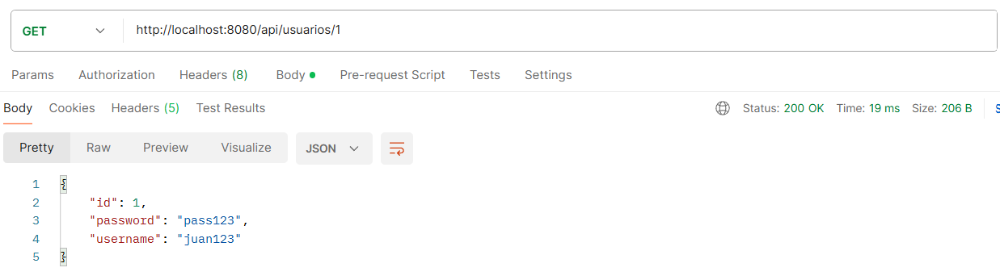 GET http://localhost:8080/api/usuarios/1
Params Authorization Headers (8) Body Pre-request Script Tests Settings
Body Cookies Headers (5) Test Results Status: 200 OK Time: 19 ms Size: 206 B
Pretty Raw Preview Visualize JSON
1 {
2 "id": 1,
3 "password": "pass123",
4 "username": "juan123"
5 }